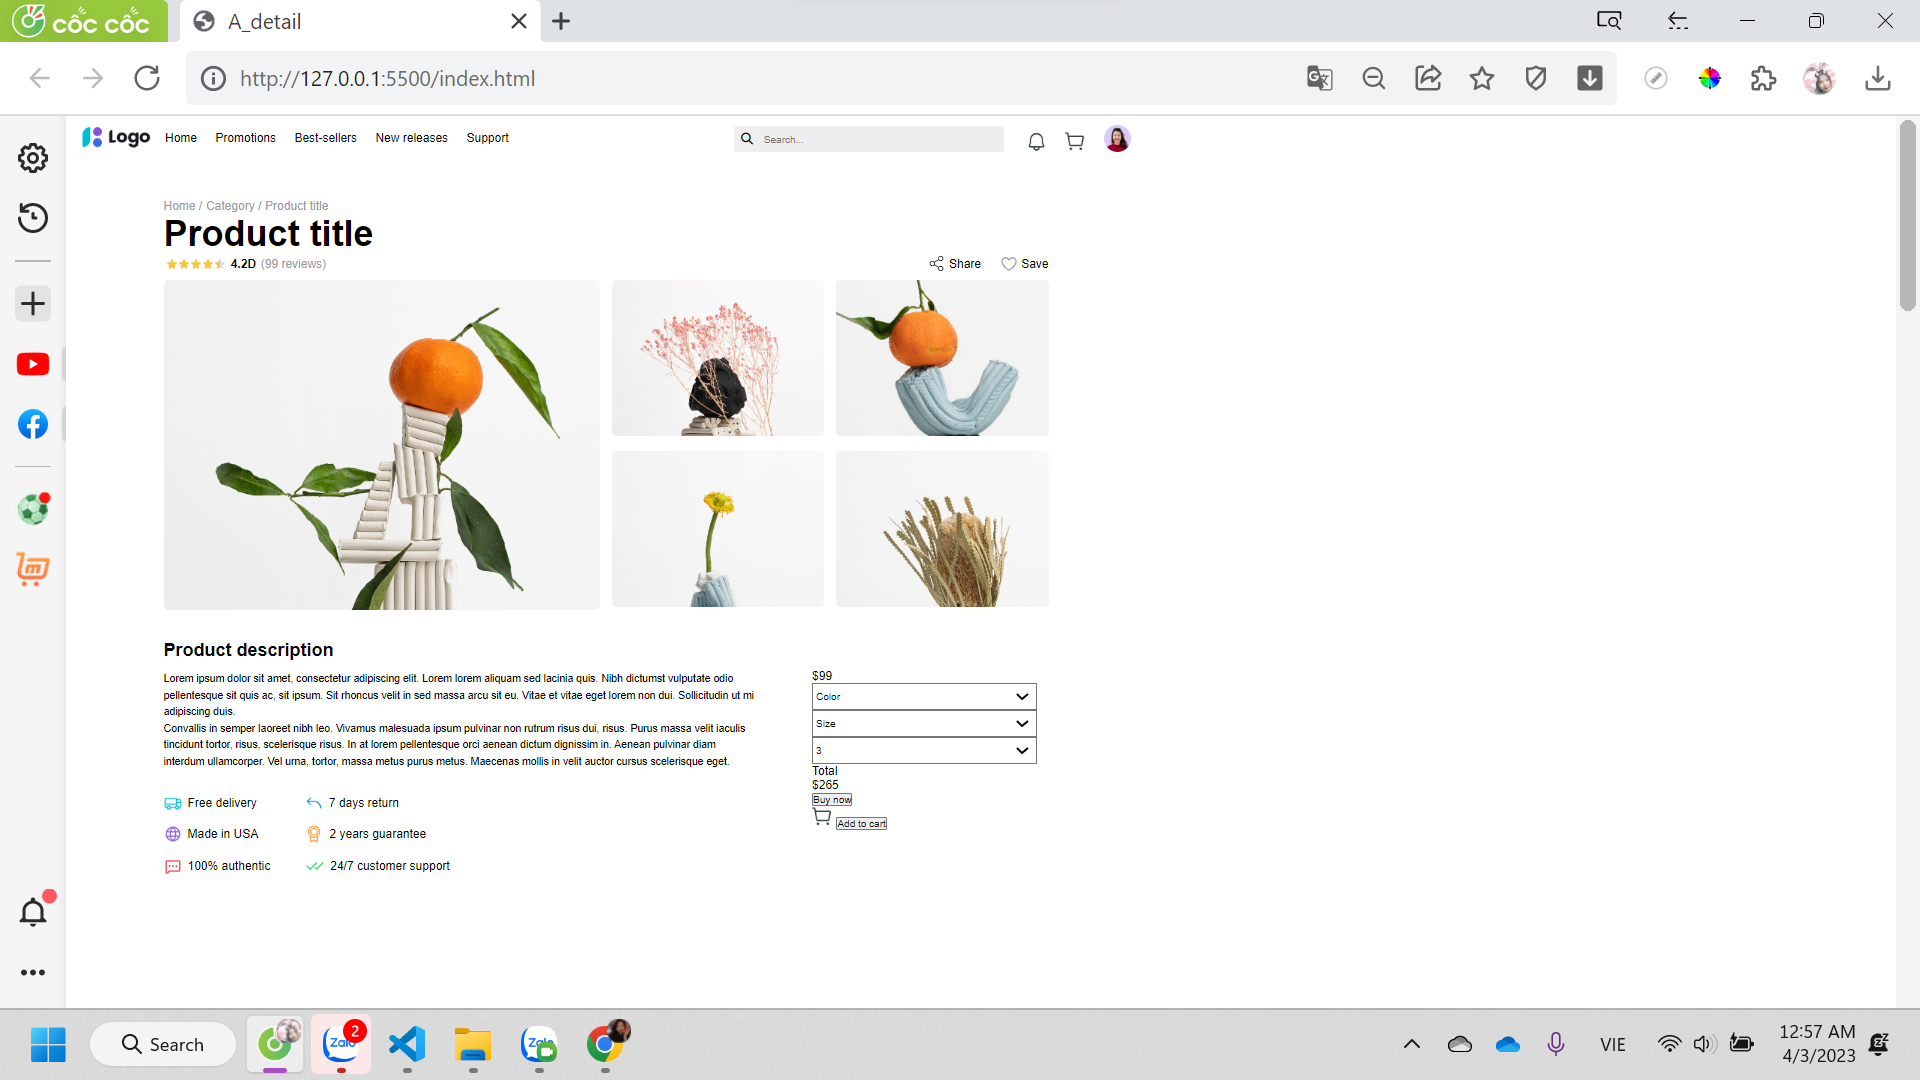 cốc cốc
A_detail
http://127.0.0.1:5500/index.html
Logo
Home
Promotions
Best-sellers
New releases
Support
Search...
Home / Category / Product title
Product title
4.2D (99 reviews)
Share
Save
Product description
Lorem ipsum dolor sit amet, consectetur adipiscing elit. Lorem lorem aliquam sed lacinia quis. Nibh dictumst vulputate odio
pellentesque sit quis ac, sit ipsum. Sit rhoncus velit in sed massa arcu sit eu. Vitae et vitae eget lorem non dui. Sollicitudin ut mi
adipiscing duis.
Convallis in semper laoreet nibh leo. Vivamus malesuada ipsum pulvinar non rutrum risus dui, risus. Purus massa velit iaculis
tincidunt tortor, risus, scelerisque risus. In at lorem pellentesque orci aenean dictum dignissim in. Aenean pulvinar diam
interdum ullamcorper. Vel urna, tortor, massa metus purus metus. Maecenas mollis in velit auctor cursus scelerisque eget.
Free delivery
7 days return
Made in USA
2 years guarantee
100% authentic
24/7 customer support
$99
Color
Size
3
Total
$265
Buy now
Add to cart
Search
Zalo
2
Zalo
VIE
12:57 AM
4/3/2023